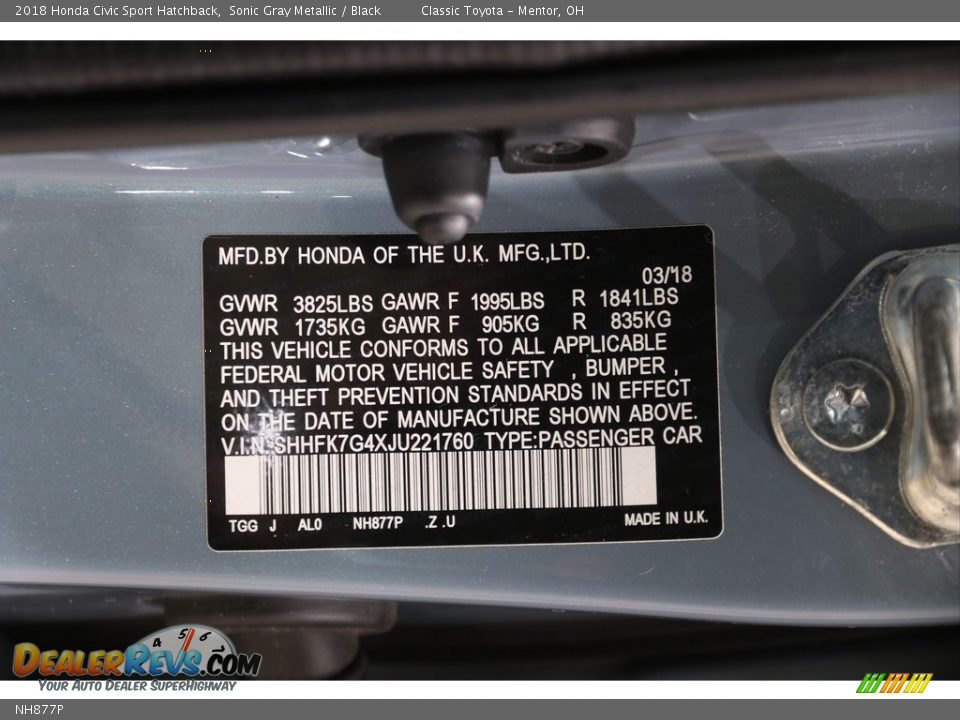 2018 Honda Civic Sport Hatchback, Sonic Gray Metallic / Black Classic Toyota – Mentor, OH
MFD.BY HONDA OF THE U.K. MFG.,LTD.
03/18
GVWR 3825LBS GAWR F 1995LBS R 1841LBS
GVWR 1735KG GAWR F 905KG R 835KG
THIS VEHICLE CONFORMS TO ALL APPLICABLE
FEDERAL MOTOR VEHICLE SAFETY , BUMPER ,
AND THEFT PREVENTION STANDARDS IN EFFECT
ON THE DATE OF MANUFACTURE SHOWN ABOVE.
V.I.N. SHHFK7G4XJU221760 TYPE:PASSENGER CAR
TGG J AL0 NH877P .Z .U MADE IN U.K.
4 5 6
DEALERREVS.COM
YOUR AUTO DEALER SUPERHIGHWAY
NH877P